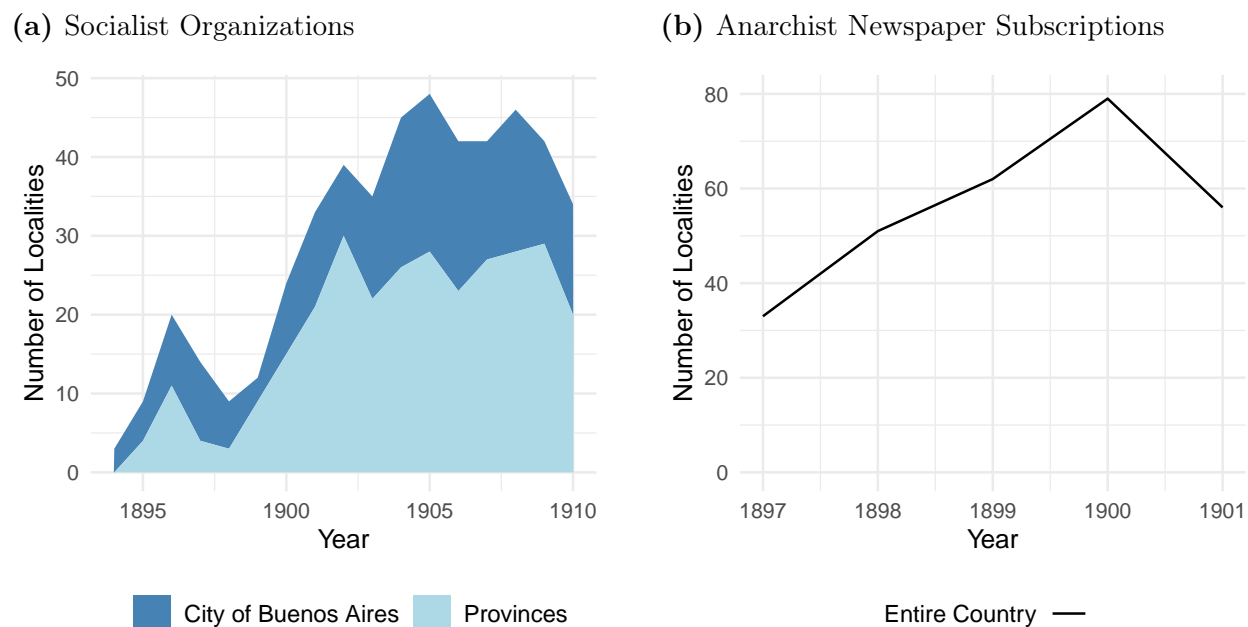 (a) Socialist Organizations
50
40
30
20
10
0
Number of Localities
1895 1900 1905 1910
Year
City of Buenos Aires Provinces
(b) Anarchist Newspaper Subscriptions
80
60
40
20
0
Number of Localities
1897 1898 1899 1900 1901
Year
Entire Country